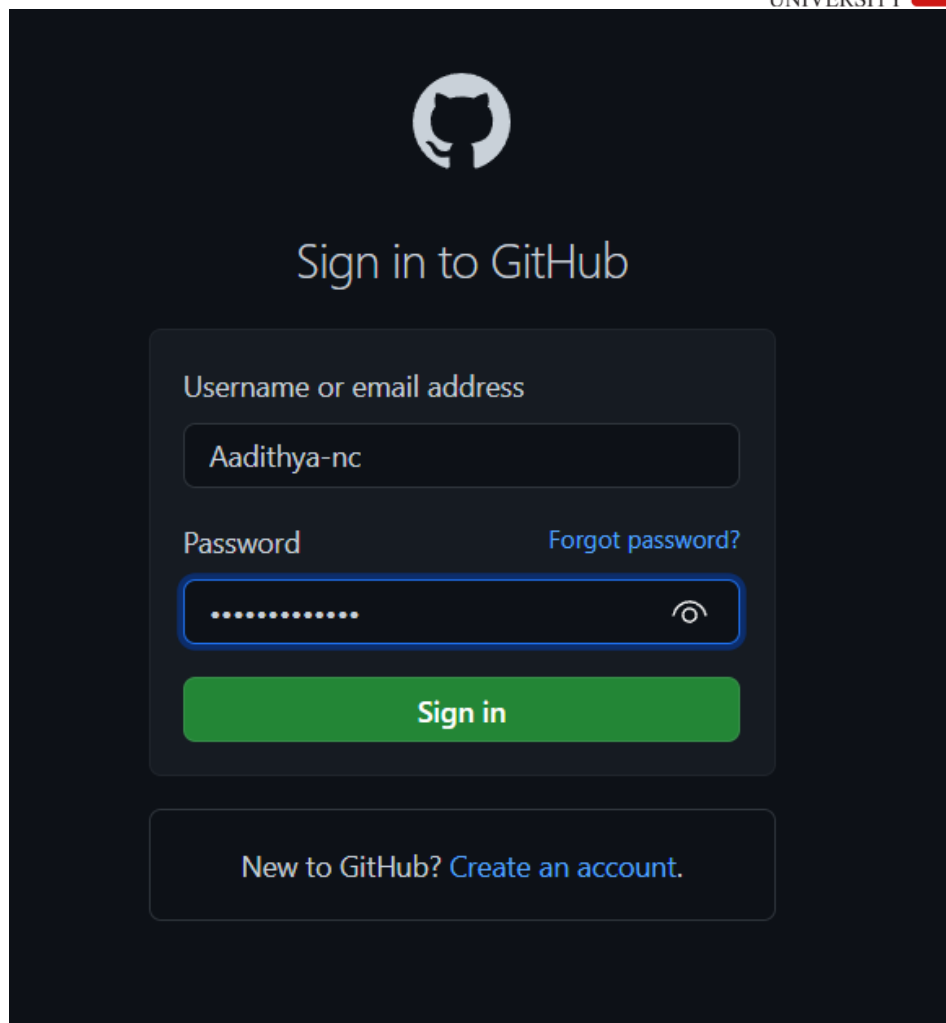 UNIVERSITY
Sign in to GitHub
Username or email address
Aadithya-nc
Password Forgot password?
•••••••••••••
Sign in
New to GitHub? Create an account.